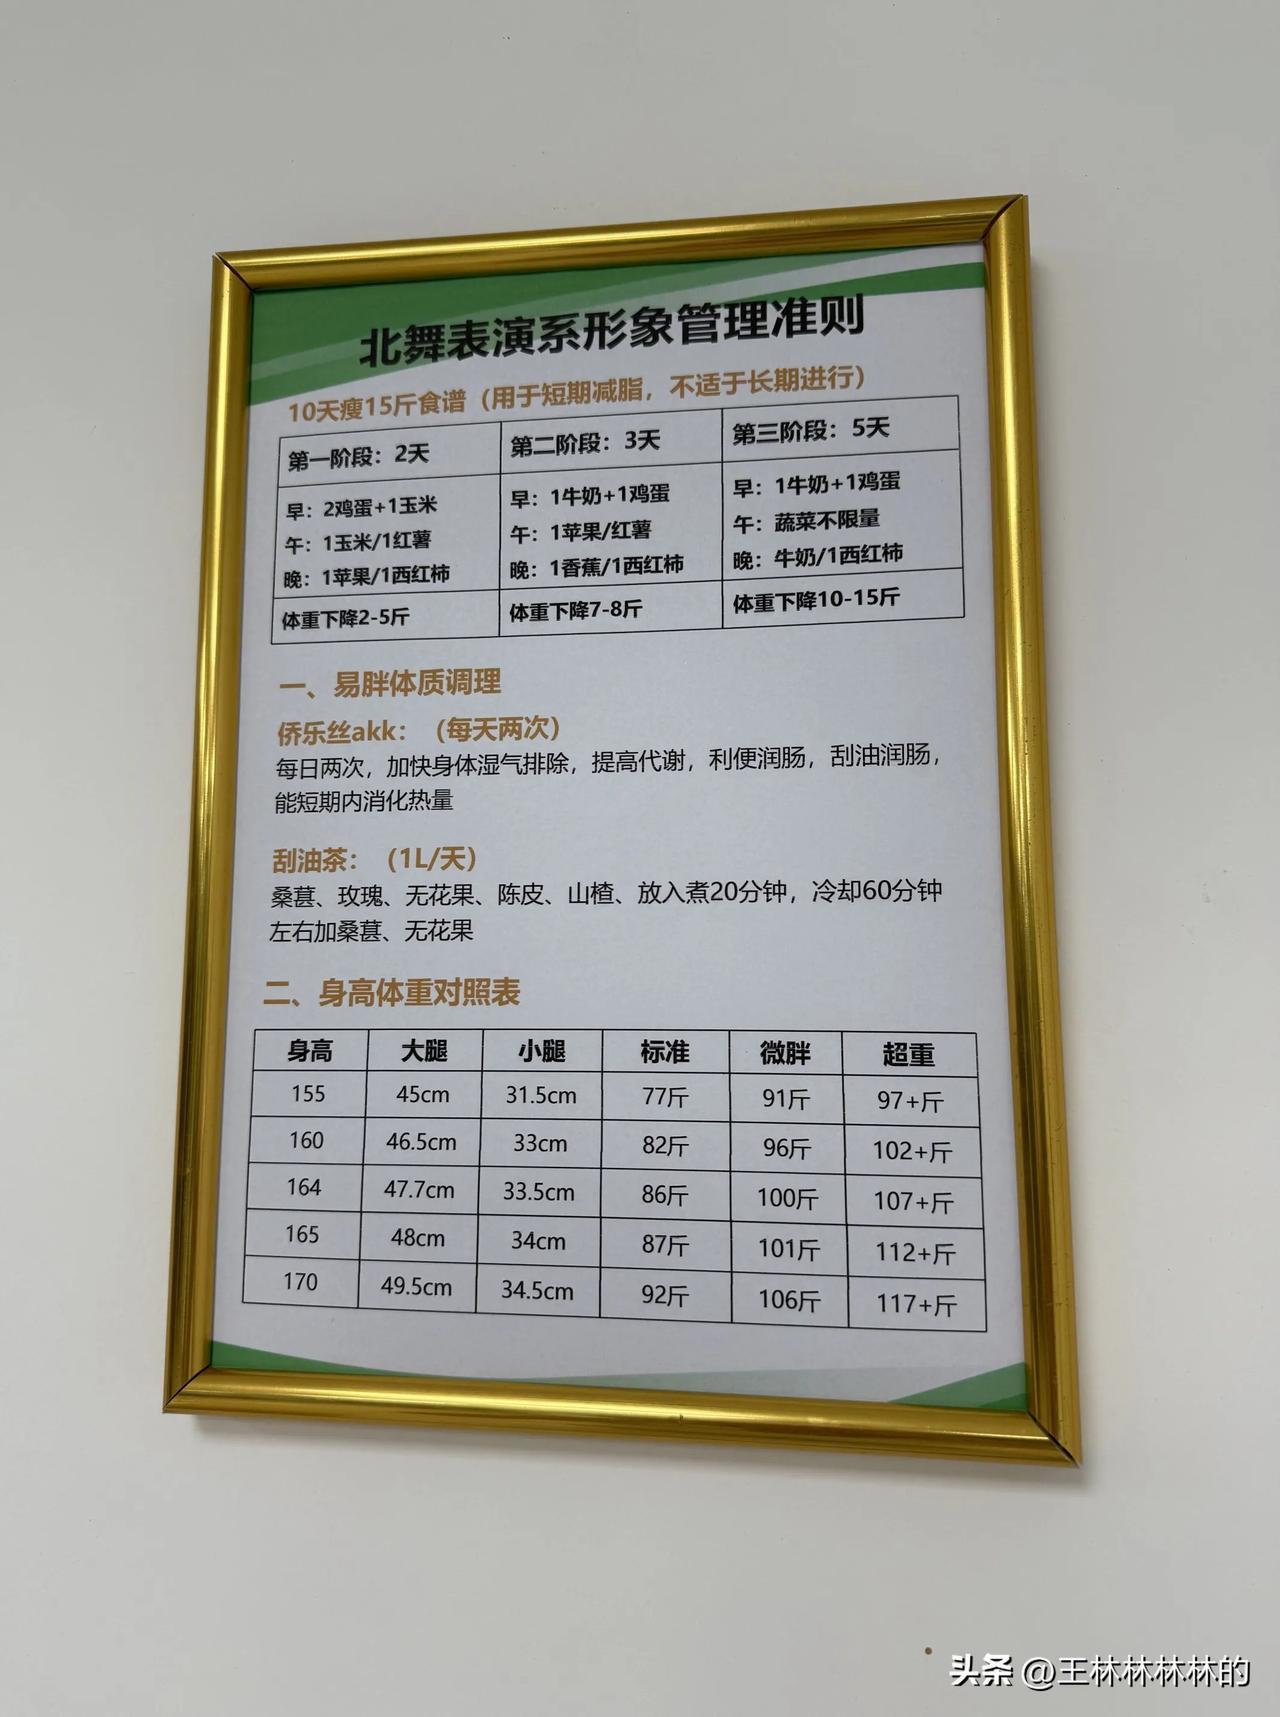 北舞表演系形象管理准则
10天瘦15斤食谱（用于短期减脂，不适于长期进行）
第一阶段：2天 第二阶段：3天 第三阶段：5天
早：2鸡蛋+1玉米 早：1牛奶+1鸡蛋 早：1牛奶+1鸡蛋
午：1玉米/1红薯 午：1苹果/红薯 午：蔬菜不限量
晚：1苹果/1西红柿 晚：1香蕉/1西红柿 晚：牛奶/1西红柿
体重下降2-5斤 体重下降7-8斤 体重下降10-15斤
一、易胖体质调理
侨乐丝akk：（每天两次）
每日两次，加快身体湿气排除，提高代谢，利便润肠，刮油润肠，
能短期内消化热量
刮油茶：（1L/天）
桑葚、玫瑰、无花果、陈皮、山楂、放入煮20分钟，冷却60分钟
左右加桑葚、无花果
二、身高体重对照表
身高 大腿 小腿 标准 微胖 超重
155 45cm 31.5cm 77斤 91斤 97+斤
160 46.5cm 33cm 82斤 96斤 102+斤
164 47.7cm 33.5cm 86斤 100斤 107+斤
165 48cm 34cm 87斤 101斤 112+斤
170 49.5cm 34.5cm 92斤 106斤 117+斤
头条 @王林林林林的